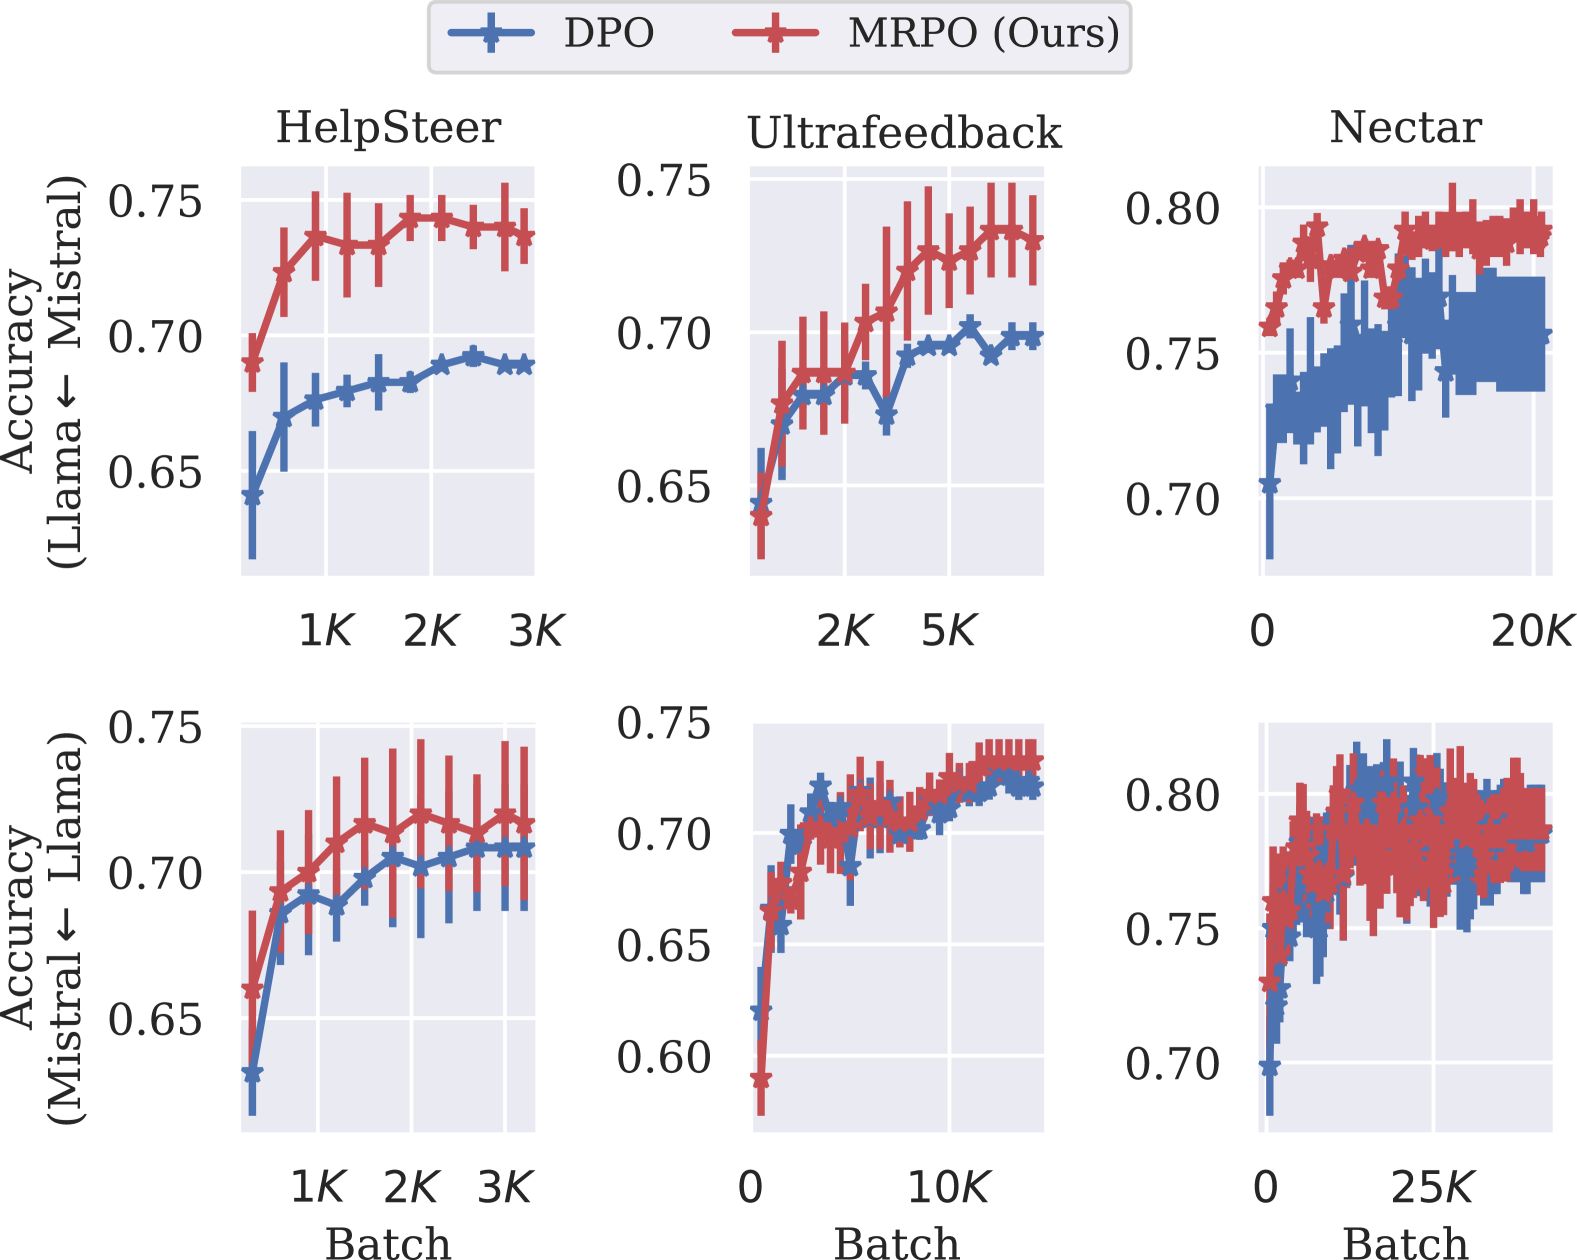 DPO MRPO (Ours)
HelpSteer Ultrafeedback Nectar
Accuracy
(Llama ← Mistral)
0.75
0.70
0.65
1K 2K 3K
0.75
0.70
0.65
2K 5K
0.80
0.75
0.70
0 20K
Accuracy
(Mistral ← Llama)
0.75
0.70
0.65
1K 2K 3K
Batch
0.75
0.70
0.65
0.60
0 10K
Batch
0.80
0.75
0.70
0 25K
Batch